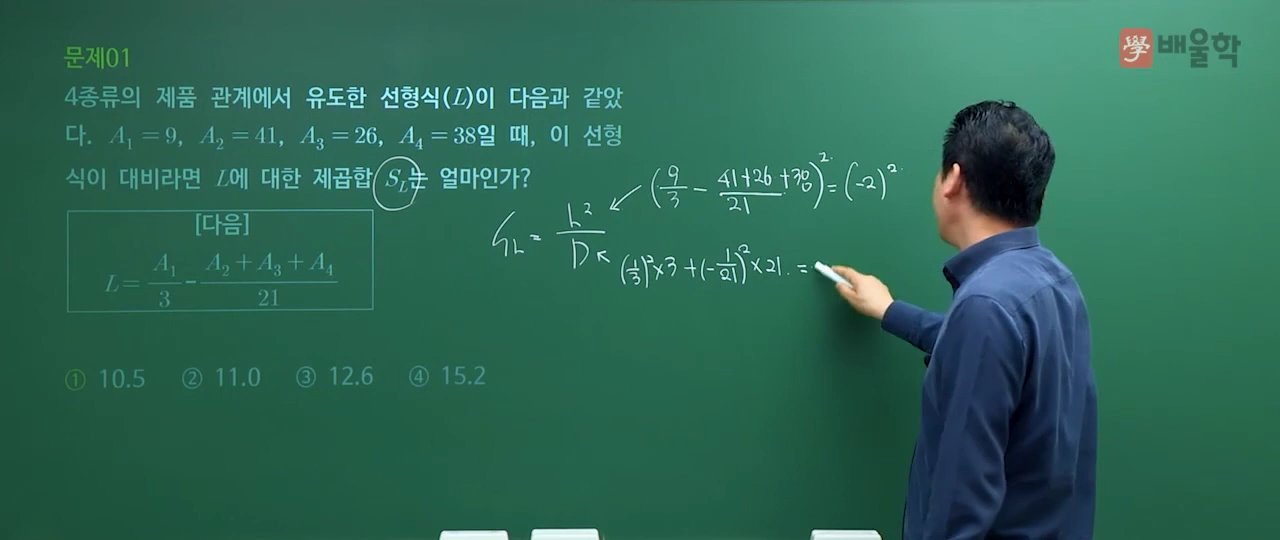 學 배울학
문제01
4종류의 제품 관계에서 유도한 선형식(L)이 다음과 같았
다. A₁ = 9, A₂ = 41, A₃ = 26, A₄ = 38일 때, 이 선형
식이 대비라면 L에 대한 제곱합 S_L는 얼마인가?
[다음]
L = A₁/3 - (A₂ + A₃ + A₄)/21
① 10.5 ② 11.0 ③ 12.6 ④ 15.2
(9/3 - (41+26+38)/21)² = (-2)²
S_L = L²/D
(1/3)² × 3 + (-1/21)² × 21. =